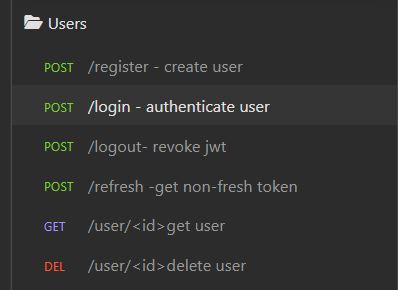 Users
POST /register - create user
POST /login - authenticate user
POST /logout- revoke jwt
POST /refresh -get non-fresh token
GET /user/<id>get user
DEL /user/<id>delete user